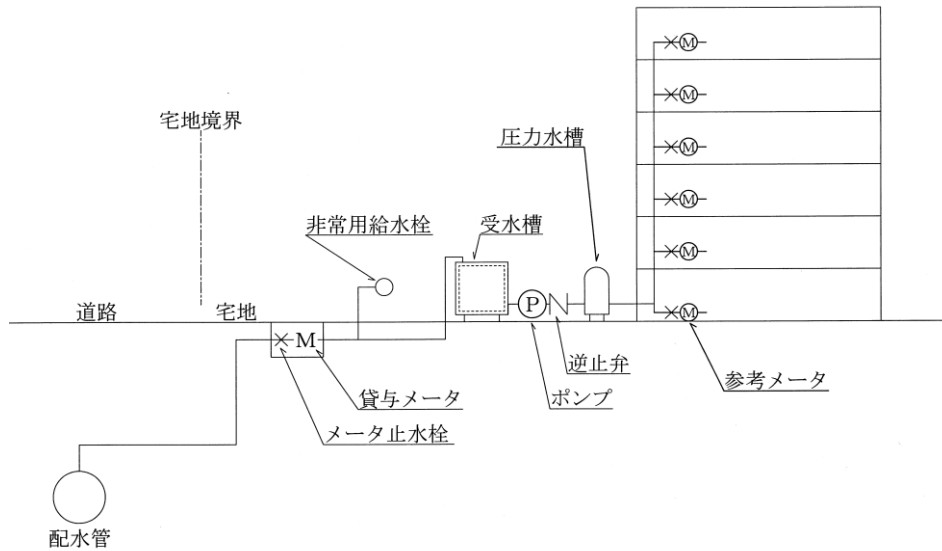 宅地境界
圧力水槽
非常用給水栓
受水槽
道路
宅地
M
M
M
M
M
M
P
M
逆止弁
参考メータ
貸与メータ
ポンプ
メータ止水栓
配水管